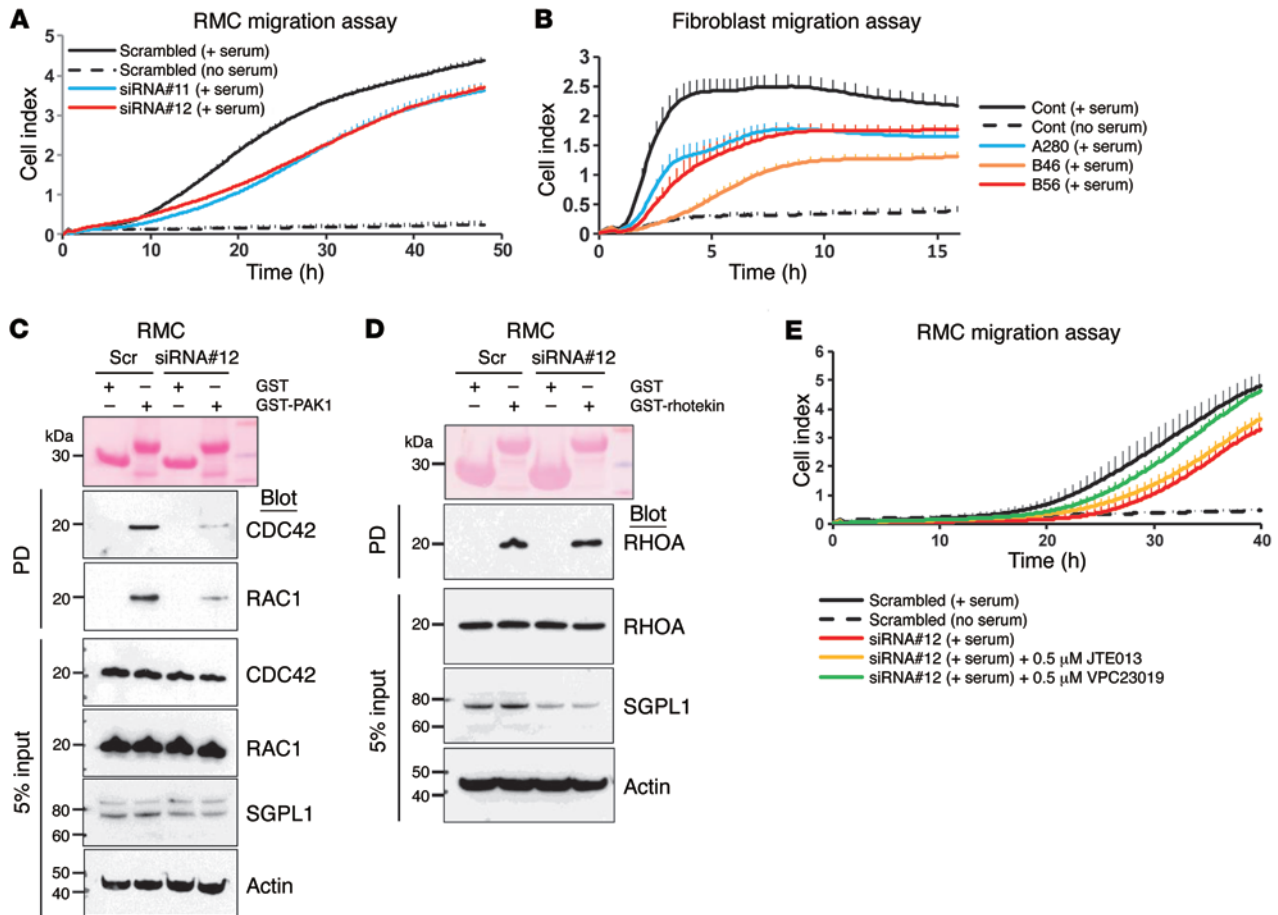 A
RMC migration assay
Cell index
5
4
3
2
1
0
Scrambled (+ serum)
Scrambled (no serum)
siRNA#11 (+ serum)
siRNA#12 (+ serum)
0 10 20 30 40 50
Time (h)
B
Fibroblast migration assay
Cell index
3
2.5
2
1.5
1
0.5
0
0 5 10 15
Time (h)
Cont (+ serum)
Cont (no serum)
A280 (+ serum)
B46 (+ serum)
B56 (+ serum)
C
RMC
Scr siRNA#12
+ − + − GST
− + − + GST-PAK1
kDa
30
Blot
PD
20 CDC42
20 RAC1
5% input
20 CDC42
20 RAC1
80 SGPL1
60
50 Actin
40
D
RMC
Scr siRNA#12
+ − + − GST
− + − + GST-rhotekin
kDa
30
Blot
PD
20 RHOA
5% input
20 RHOA
80 SGPL1
60
50 Actin
40
E
RMC migration assay
Cell index
6
5
4
3
2
1
0
0 10 20 30 40
Time (h)
Scrambled (+ serum)
Scrambled (no serum)
siRNA#12 (+ serum)
siRNA#12 (+ serum) + 0.5 μM JTE013
siRNA#12 (+ serum) + 0.5 μM VPC23019